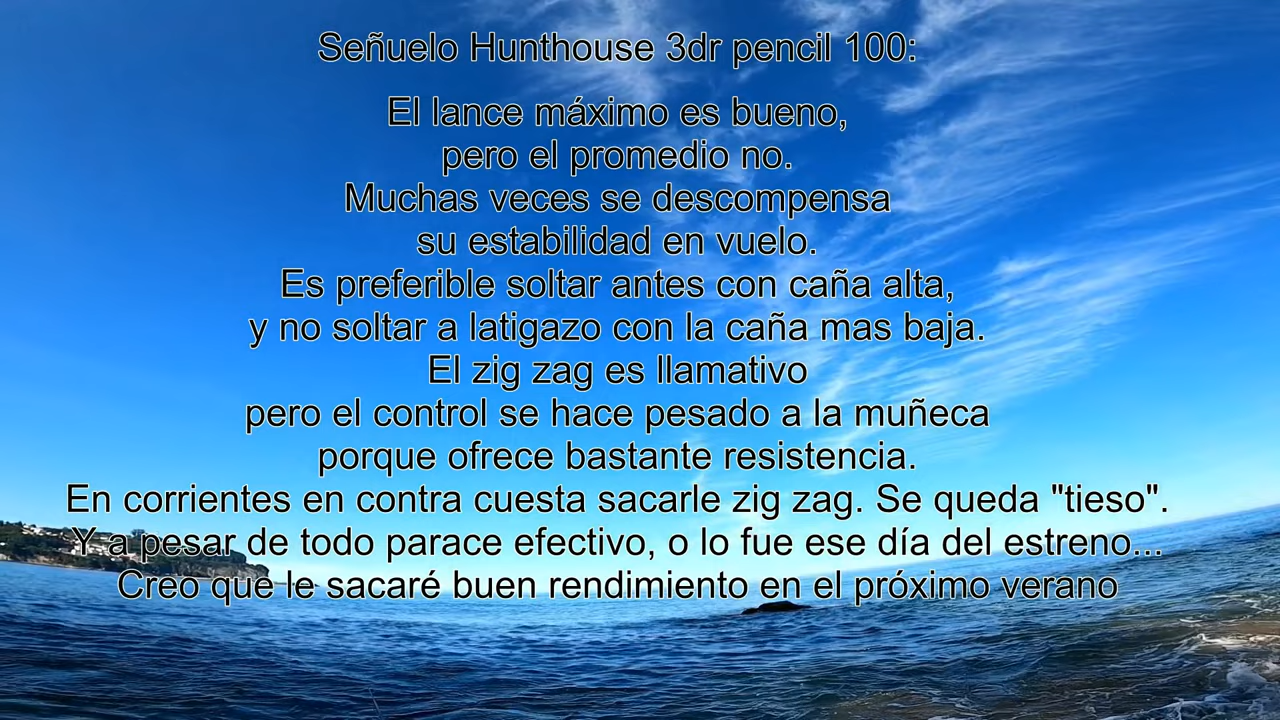 Señuelo Hunthouse 3dr pencil 100:
El lance máximo es bueno,
pero el promedio no.
Muchas veces se descompensa
su estabilidad en vuelo.
Es preferible soltar antes con caña alta,
y no soltar a latigazo con la caña mas baja.
El zig zag es llamativo
pero el control se hace pesado a la muñeca
porque ofrece bastante resistencia.
En corrientes en contra cuesta sacarle zig zag. Se queda "tieso".
Y a pesar de todo parace efectivo, o lo fue ese día del estreno...
Creo que le sacaré buen rendimiento en el próximo verano